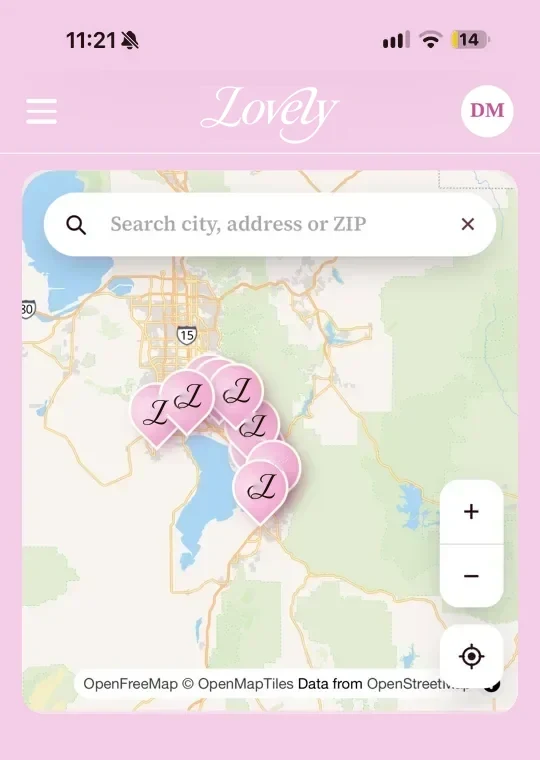 11:21
14
Lovely
DM
Search city, address or ZIP
80
15
L
L
L
L
L
OpenFreeMap © OpenMapTiles Data from OpenStreetMap